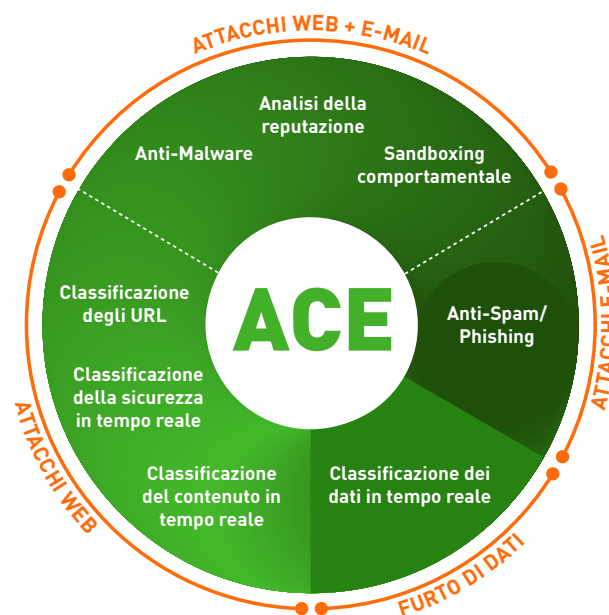 ATTACCHI WEB + E-MAIL
Analisi della
reputazione
Anti-Malware
Sandboxing
comportamentale
Classificazione
degli URL
ACE
Anti-Spam/
Phishing
ATTACCHI E-MAIL
Classificazione
della sicurezza
in tempo reale
ATTACCHI WEB
Classificazione
del contenuto in
tempo reale
Classificazione dei
dati in tempo reale
FURTO DI DATI